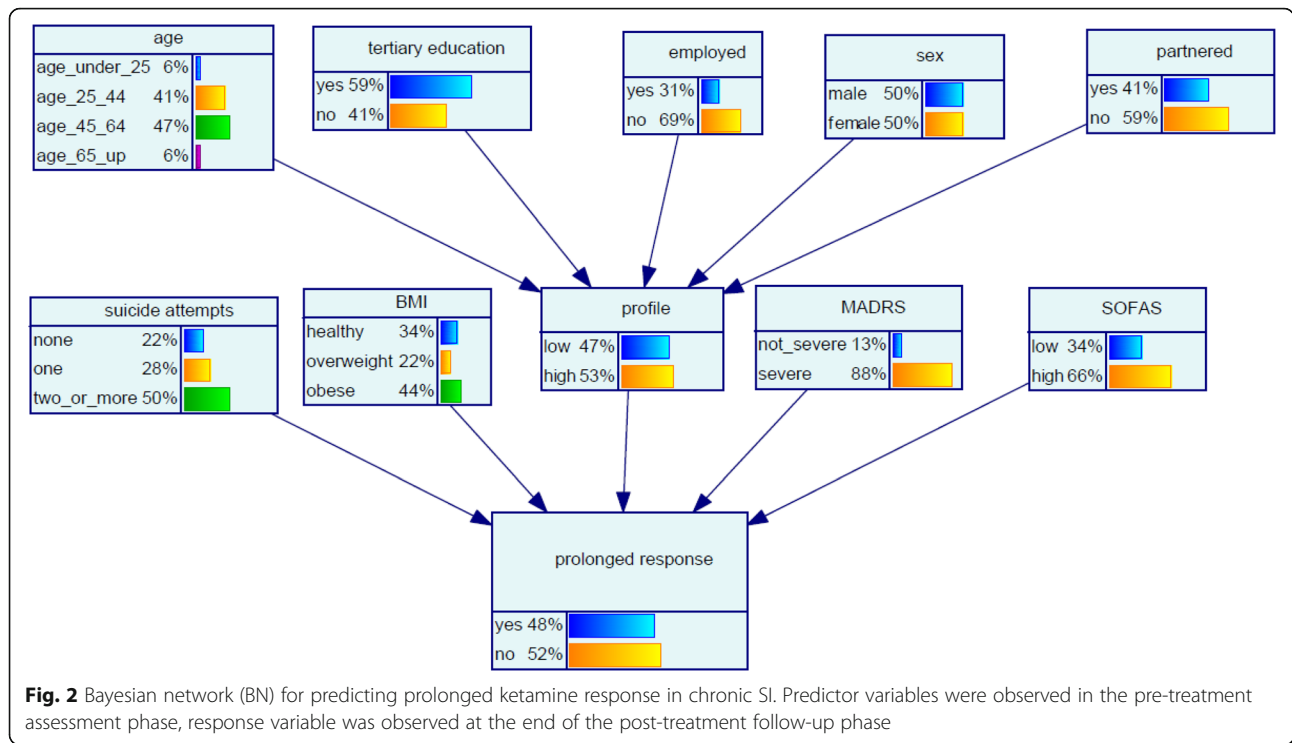 age
age_under_25 6%
age_25_44 41%
age_45_64 47%
age_65_up 6%
tertiary education
yes 59%
no 41%
employed
yes 31%
no 69%
sex
male 50%
female 50%
partnered
yes 41%
no 59%
suicide attempts
none 22%
one 28%
two_or_more 50%
BMI
healthy 34%
overweight 22%
obese 44%
profile
low 47%
high 53%
MADRS
not_severe 13%
severe 88%
SOFAS
low 34%
high 66%
prolonged response
yes 48%
no 52%
Fig. 2 Bayesian network (BN) for predicting prolonged ketamine response in chronic SI. Predictor variables were observed in the pre-treatment
assessment phase, response variable was observed at the end of the post-treatment follow-up phase